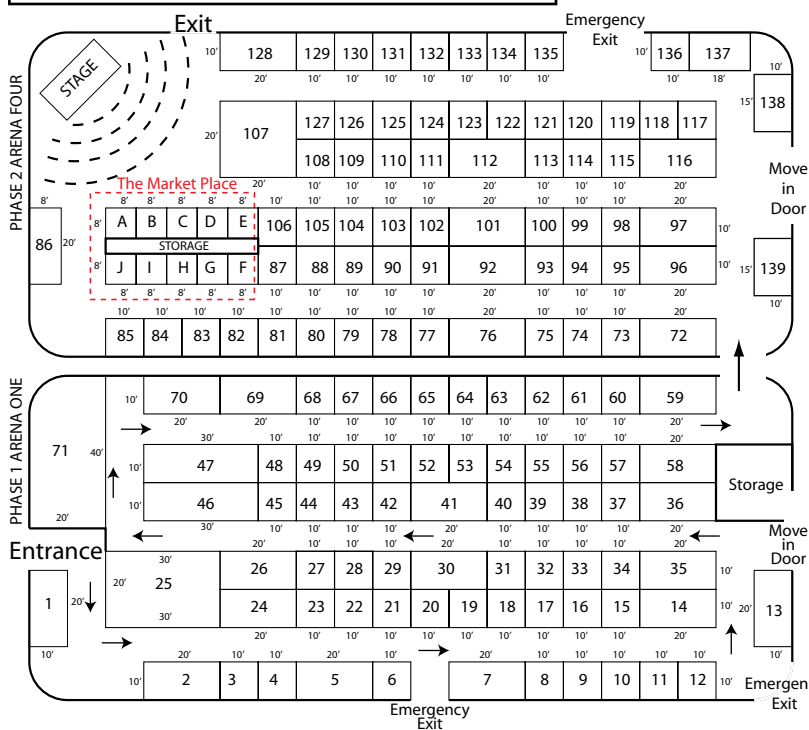 Exit
Emergency
Exit
10' 128 129 130 131 132 133 134 135 10' 136 137
20' 10' 10' 10' 10' 10' 10' 10' 10' 18' 10'
STAGE
15' 138
PHASE 2 ARENA FOUR
20' 107 127 126 125 124 123 122 121 120 119 118 117
108 109 110 111 112 113 114 115 116
20' 10' 10' 10' 10' 20' 10' 10' 10' 20'
Move
in
Door
The Market Place
8' 8' 8' 8' 8' 8' 10' 10' 10' 10' 10' 20' 10' 10' 10' 20'
86 20' 8' A B C D E 106 105 104 103 102 101 100 99 98 97 10'
STORAGE
8' J I H G F 87 88 89 90 91 92 93 94 95 96 10' 15' 139
8' 8' 8' 8' 8' 10' 10' 10' 10' 10' 20' 10' 10' 10' 20' 10'
10' 10' 10' 10' 10' 10' 10' 10' 10' 20' 10' 10' 10' 20'
85 84 83 82 81 80 79 78 77 76 75 74 73 72
PHASE 1 ARENA ONE
10' 70 69 68 67 66 65 64 63 62 61 60 59
20' 20' 10' 10' 10' 10' 10' 10' 10' 10' 10' 20'
30' 10' 10' 10' 10' 10' 10' 10' 10' 10' 10' 20'
71 40' 10' 47 48 49 50 51 52 53 54 55 56 57 58
20' 10' 46 45 44 43 42 41 40 39 38 37 36
Storage
30' 10' 10' 10' 10' 20' 10' 10' 10' 10' 20'
Entrance
Move
in
Door
30' 20' 10' 10' 10' 20' 10' 10' 10' 10' 20'
20' 25 26 27 28 29 30 31 32 33 34 35 10'
30' 24 23 22 21 20 19 18 17 16 15 14 10'
1 20' 20' 13
10' 20' 10' 10' 10' 10' 10' 10' 10' 10' 10' 20' 10'
20' 10' 10' 20' 10' 20' 10' 10' 10' 10' 10'
10' 2 3 4 5 6 7 8 9 10 11 12 10'
Emergency
Exit
Emergen
Exit